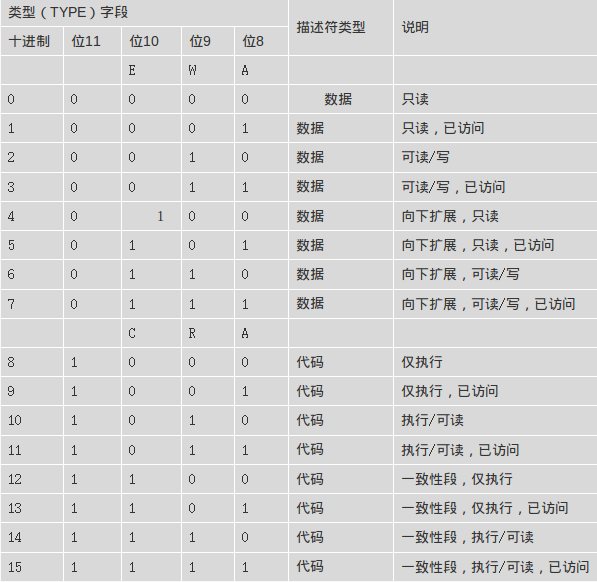 类型（TYPE）字段 描述符类型 说明
十进制 位11 位10 位9 位8
E W A
0 0 0 0 0 数据 只读
1 0 0 0 1 数据 只读，已访问
2 0 0 1 0 数据 可读/写
3 0 0 1 1 数据 可读/写，已访问
4 0 1 0 0 数据 向下扩展，只读
5 0 1 0 1 数据 向下扩展，只读，已访问
6 0 1 1 0 数据 向下扩展，可读/写
7 0 1 1 1 数据 向下扩展，可读/写，已访问
C R A
8 1 0 0 0 代码 仅执行
9 1 0 0 1 代码 仅执行，已访问
10 1 0 1 0 代码 执行/可读
11 1 0 1 1 代码 执行/可读，已访问
12 1 1 0 0 代码 一致性段，仅执行
13 1 1 0 1 代码 一致性段，仅执行，已访问
14 1 1 1 0 代码 一致性段，执行/可读
15 1 1 1 1 代码 一致性段，执行/可读，已访问